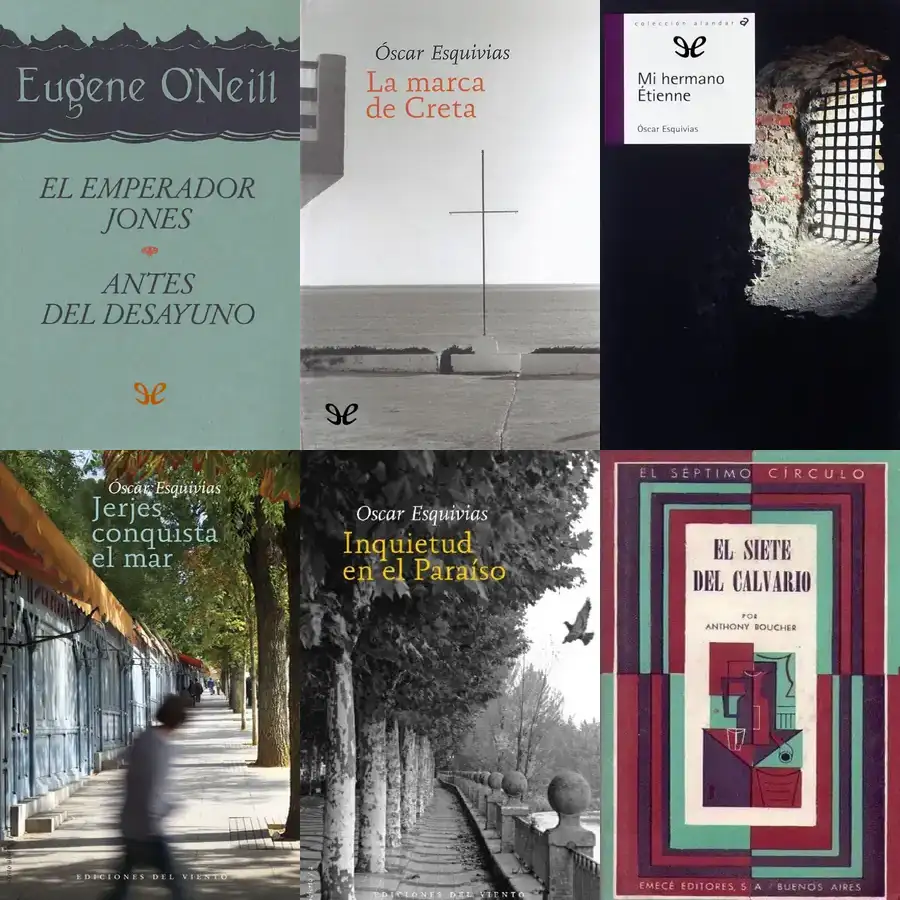 Eugene O'Neill
EL EMPERADOR
JONES
ANTES
DEL DESAYUNO
Óscar Esquivias
La marca
de Creta
colección alandar a
Mi hermano
Étienne
Óscar Esquivias
Óscar Esquivias
Jerjes
conquista
el mar
EDICIONES DEL VIENTO
Oscar Esquivias
Inquietud
en el Paraíso
EDICIONES DEL VIENTO
EL SÉPTIMO CÍRCULO
EL SIETE
DEL CALVARIO
POR
ANTHONY BOUCHER
EMECÉ EDITORES, S A / BUENOS AIRES